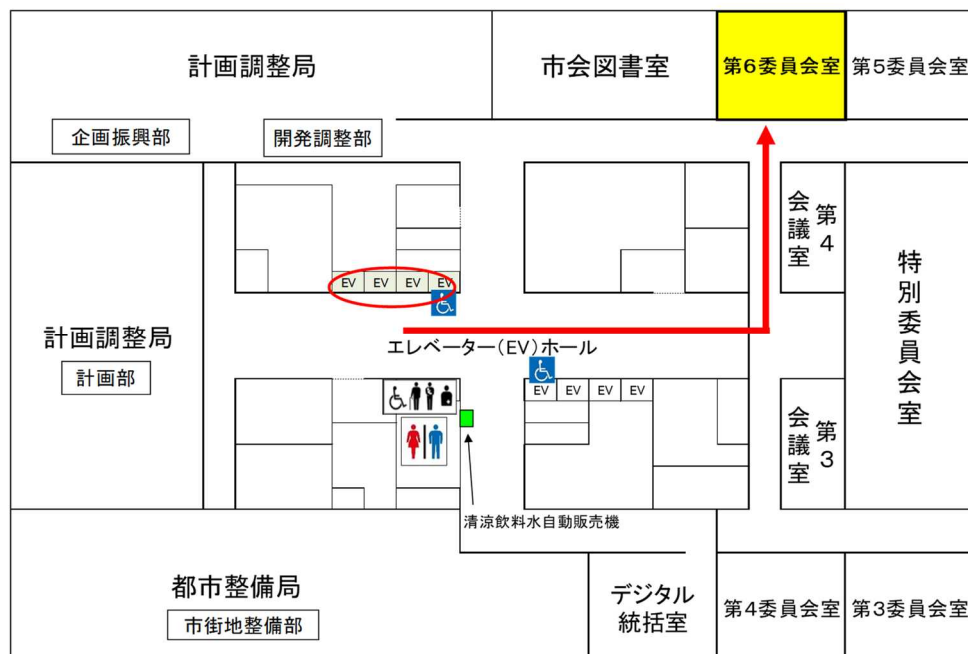 計画調整局
市会図書室
第6委員会室
第5委員会室
企画振興部
開発調整部
第4
会議室
特別委員会室
EV
EV
EV
EV
計画調整局
計画部
エレベーター(EV)ホール
EV
EV
EV
EV
第3
会議室
清涼飲料水自動販売機
都市整備局
市街地整備部
デジタル
統括室
第4委員会室
第3委員会室